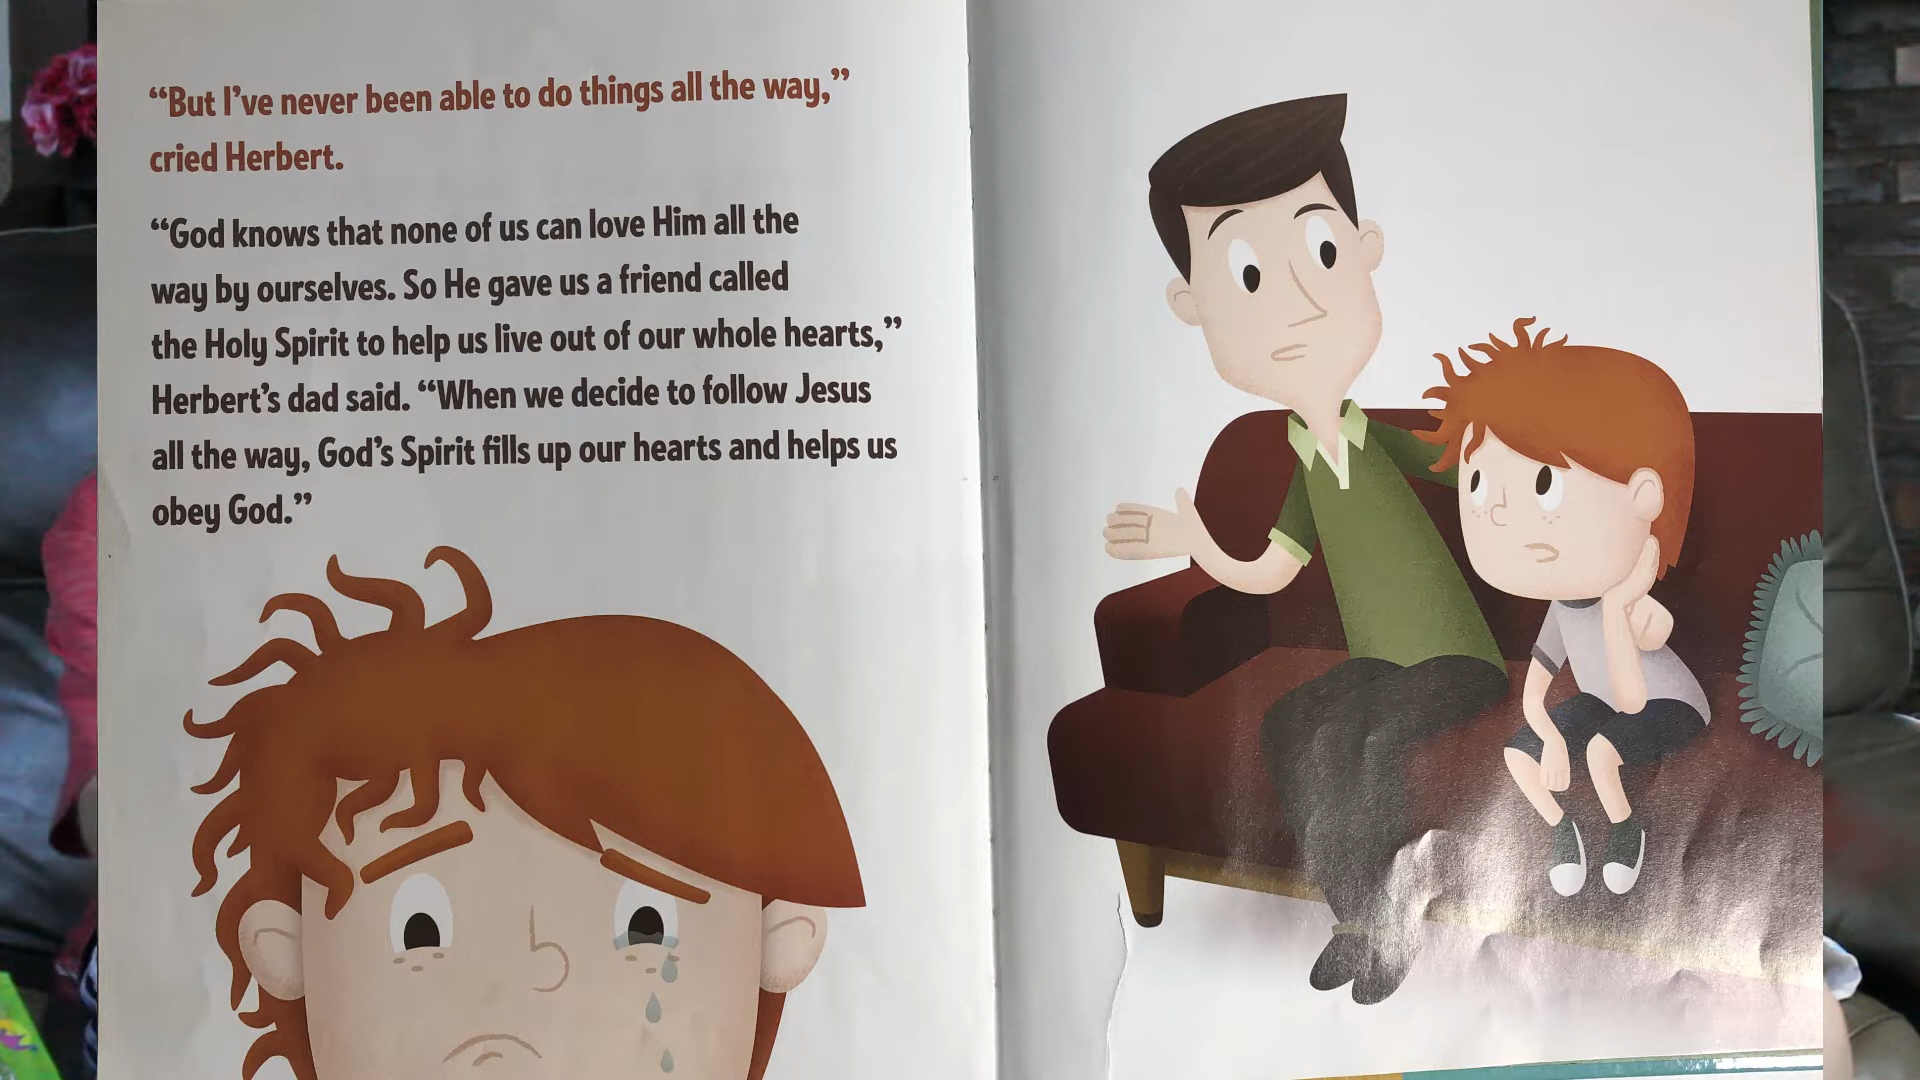 “But I’ve never been able to do things all the way,”
cried Herbert.
“God knows that none of us can love Him all the
way by ourselves. So He gave us a friend called
the Holy Spirit to help us live out of our whole hearts,”
Herbert’s dad said. “When we decide to follow Jesus
all the way, God’s Spirit fills up our hearts and helps us
obey God.”